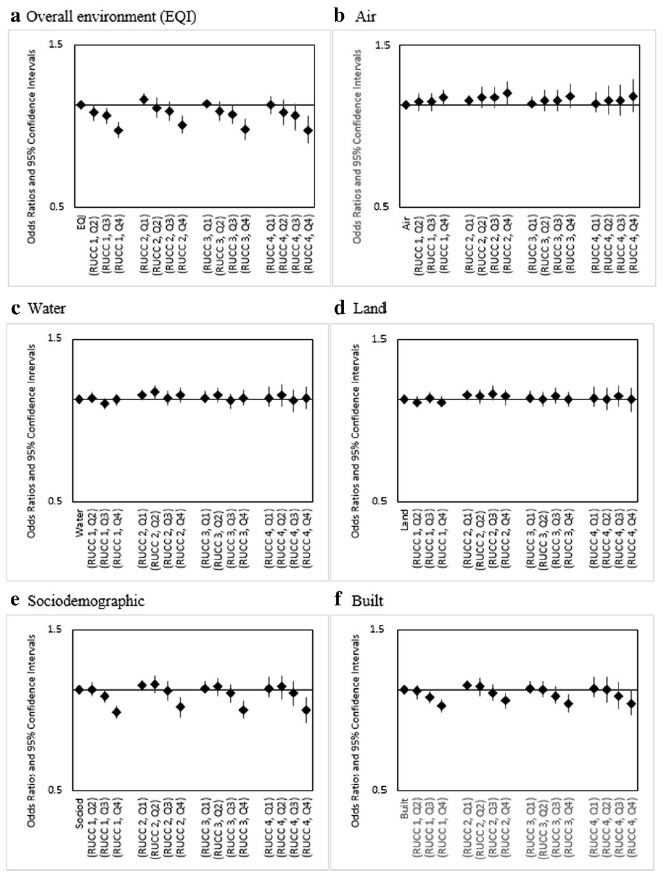 a Overall environment (EQI)
Odds Ratios and 95% Confidence Intervals
1.5
0.5
EQI
(RUCC 1, Q2)
(RUCC 1, Q3)
(RUCC 1, Q4)
(RUCC 2, Q1)
(RUCC 2, Q2)
(RUCC 2, Q3)
(RUCC 2, Q4)
(RUCC 3, Q1)
(RUCC 3, Q2)
(RUCC 3, Q3)
(RUCC 3, Q4)
(RUCC 4, Q1)
(RUCC 4, Q2)
(RUCC 4, Q3)
(RUCC 4, Q4)
b Air
Odds Ratios and 95% Confidence Intervals
1.5
0.5
Air
(RUCC 1, Q2)
(RUCC 1, Q3)
(RUCC 1, Q4)
(RUCC 2, Q1)
(RUCC 2, Q2)
(RUCC 2, Q3)
(RUCC 2, Q4)
(RUCC 3, Q1)
(RUCC 3, Q2)
(RUCC 3, Q3)
(RUCC 3, Q4)
(RUCC 4, Q1)
(RUCC 4, Q2)
(RUCC 4, Q3)
(RUCC 4, Q4)
c Water
Odds Ratios and 95% Confidence Inrervals
1.5
0.5
Water
(RUCC 1, Q2)
(RUCC 1, Q3)
(RUCC 1, Q4)
(RUCC 2, Q1)
(RUCC 2, Q2)
(RUCC 2, Q3)
(RUCC 2, Q4)
(RUCC 3, Q1)
(RUCC 3, Q2)
(RUCC 3, Q3)
(RUCC 3, Q4)
(RUCC 4, Q1)
(RUCC 4, Q2)
(RUCC 4, Q3)
(RUCC 4, Q4)
d Land
Odds Ratios and 95% Confidence Intervals
1.5
0.5
Land
(RUCC 1, Q2)
(RUCC 1, Q3)
(RUCC 1, Q4)
(RUCC 2, Q1)
(RUCC 2, Q2)
(RUCC 2, Q3)
(RUCC 2, Q4)
(RUCC 3, Q1)
(RUCC 3, Q2)
(RUCC 3, Q3)
(RUCC 3, Q4)
(RUCC 4, Q1)
(RUCC 4, Q2)
(RUCC 4, Q3)
(RUCC 4, Q4)
e Sociodemographic
Odds Ratios and 95% Confidence Intervals
1.5
0.5
Sociod
(RUCC 1, Q2)
(RUCC 1, Q3)
(RUCC 1, Q4)
(RUCC 2, Q1)
(RUCC 2, Q2)
(RUCC 2, Q3)
(RUCC 2, Q4)
(RUCC 3, Q1)
(RUCC 3, Q2)
(RUCC 3, Q3)
(RUCC 3, Q4)
(RUCC 4, Q1)
(RUCC 4, Q2)
(RUCC 4, Q3)
(RUCC 4, Q4)
f Built
Odds Ratios and 95% Confidence Intervals
1.5
0.5
Built
(RUCC 1, Q2)
(RUCC 1, Q3)
(RUCC 1, Q4)
(RUCC 2, Q1)
(RUCC 2, Q2)
(RUCC 2, Q3)
(RUCC 2, Q4)
(RUCC 3, Q1)
(RUCC 3, Q2)
(RUCC 3, Q3)
(RUCC 3, Q4)
(RUCC 4, Q1)
(RUCC 4, Q2)
(RUCC 4, Q3)
(RUCC 4, Q4)